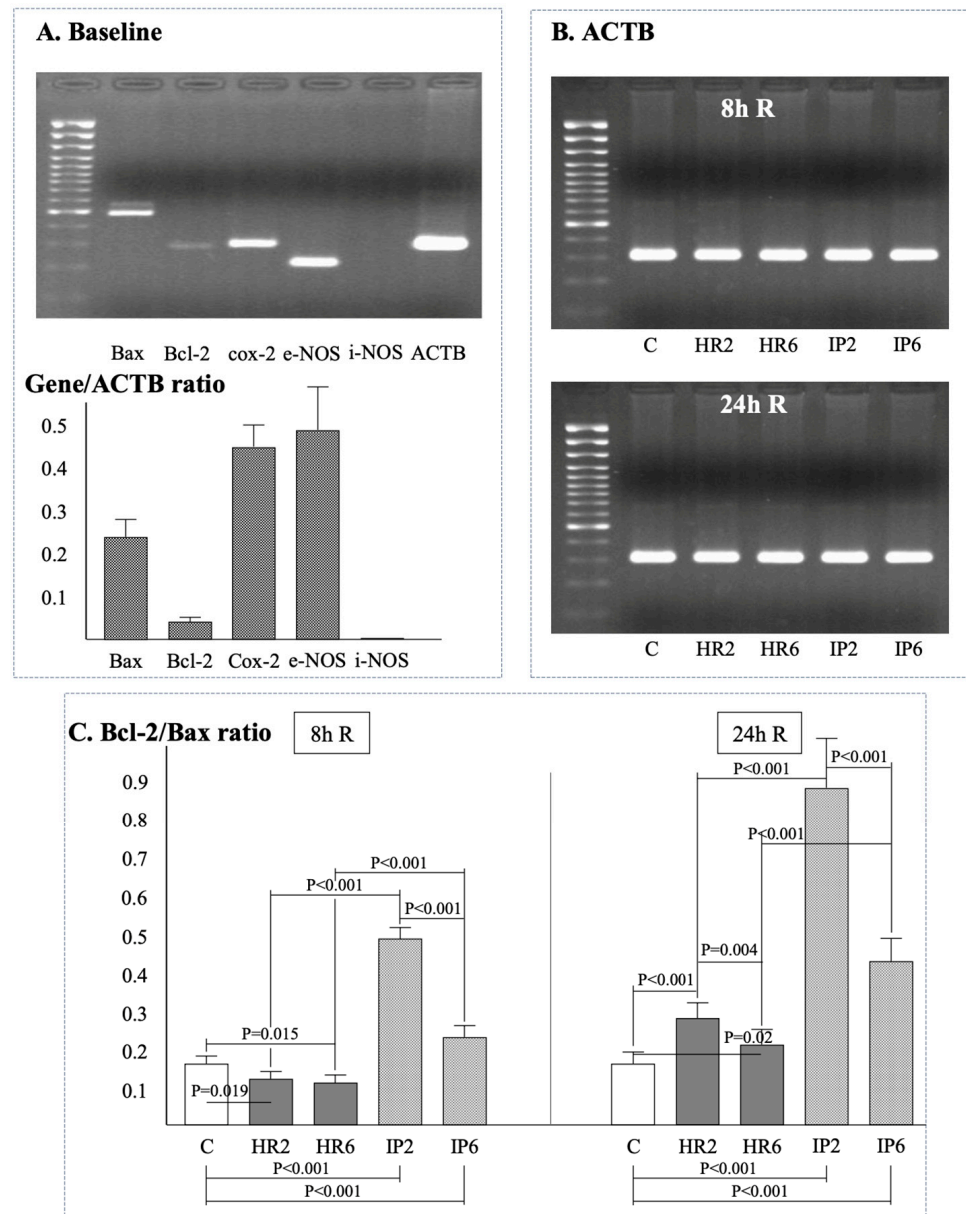 A. Baseline
Bax Bcl-2 cox-2 e-NOS i-NOS ACTB
Gene/ACTB ratio
0.5
0.4
0.3
0.2
0.1
Bax Bcl-2 Cox-2 e-NOS i-NOS
B. ACTB
8h R
C HR2 HR6 IP2 IP6
24h R
C HR2 HR6 IP2 IP6
C. Bcl-2/Bax ratio
8h R
24h R
0.9
0.8
0.7
0.6
0.5
0.4
0.3
0.2
0.1
P<0.001
P<0.001
P<0.001
P=0.015
P=0.019
C HR2 HR6 IP2 IP6
P<0.001
P<0.001
P<0.001
P<0.001
P<0.001
P=0.004
P<0.001
P=0.02
C HR2 HR6 IP2 IP6
P<0.001
P<0.001